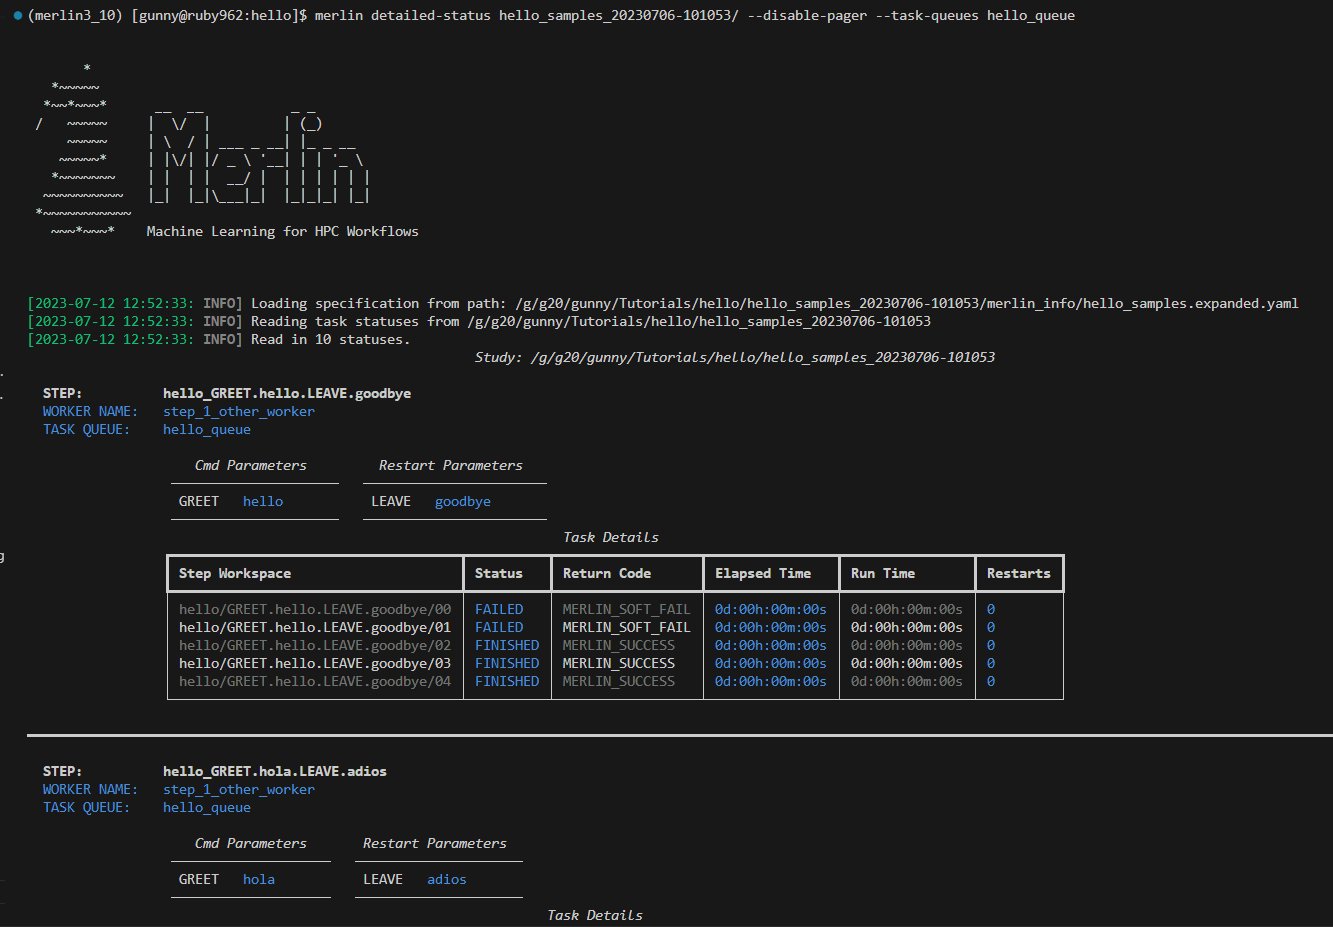 (merlin3_10) [gunny@ruby962:hello]$ merlin detailed-status hello_samples_20230706-101053/ --disable-pager --task-queues hello_queue
Merlin
Machine Learning for HPC Workflows
[2023-07-12 12:52:33: INFO] Loading specification from path: /g/g20/gunny/Tutorials/hello/hello_samples_20230706-101053/merlin_info/hello_samples.expanded.yaml
[2023-07-12 12:52:33: INFO] Reading task statuses from /g/g20/gunny/Tutorials/hello/hello_samples_20230706-101053
[2023-07-12 12:52:33: INFO] Read in 10 statuses.
Study: /g/g20/gunny/Tutorials/hello/hello_samples_20230706-101053
STEP: hello_GREET.hello.LEAVE.goodbye
WORKER NAME: step_1_other_worker
TASK QUEUE: hello_queue
Cmd Parameters Restart Parameters
GREET hello LEAVE goodbye
Task Details
Step Workspace Status Return Code Elapsed Time Run Time Restarts
hello/GREET.hello.LEAVE.goodbye/00 FAILED MERLIN_SOFT_FAIL 0d:00h:00m:00s 0d:00h:00m:00s 0
hello/GREET.hello.LEAVE.goodbye/01 FAILED MERLIN_SOFT_FAIL 0d:00h:00m:00s 0d:00h:00m:00s 0
hello/GREET.hello.LEAVE.goodbye/02 FINISHED MERLIN_SUCCESS 0d:00h:00m:00s 0d:00h:00m:00s 0
hello/GREET.hello.LEAVE.goodbye/03 FINISHED MERLIN_SUCCESS 0d:00h:00m:00s 0d:00h:00m:00s 0
hello/GREET.hello.LEAVE.goodbye/04 FINISHED MERLIN_SUCCESS 0d:00h:00m:00s 0d:00h:00m:00s 0
STEP: hello_GREET.hola.LEAVE.adios
WORKER NAME: step_1_other_worker
TASK QUEUE: hello_queue
Cmd Parameters Restart Parameters
GREET hola LEAVE adios
Task Details